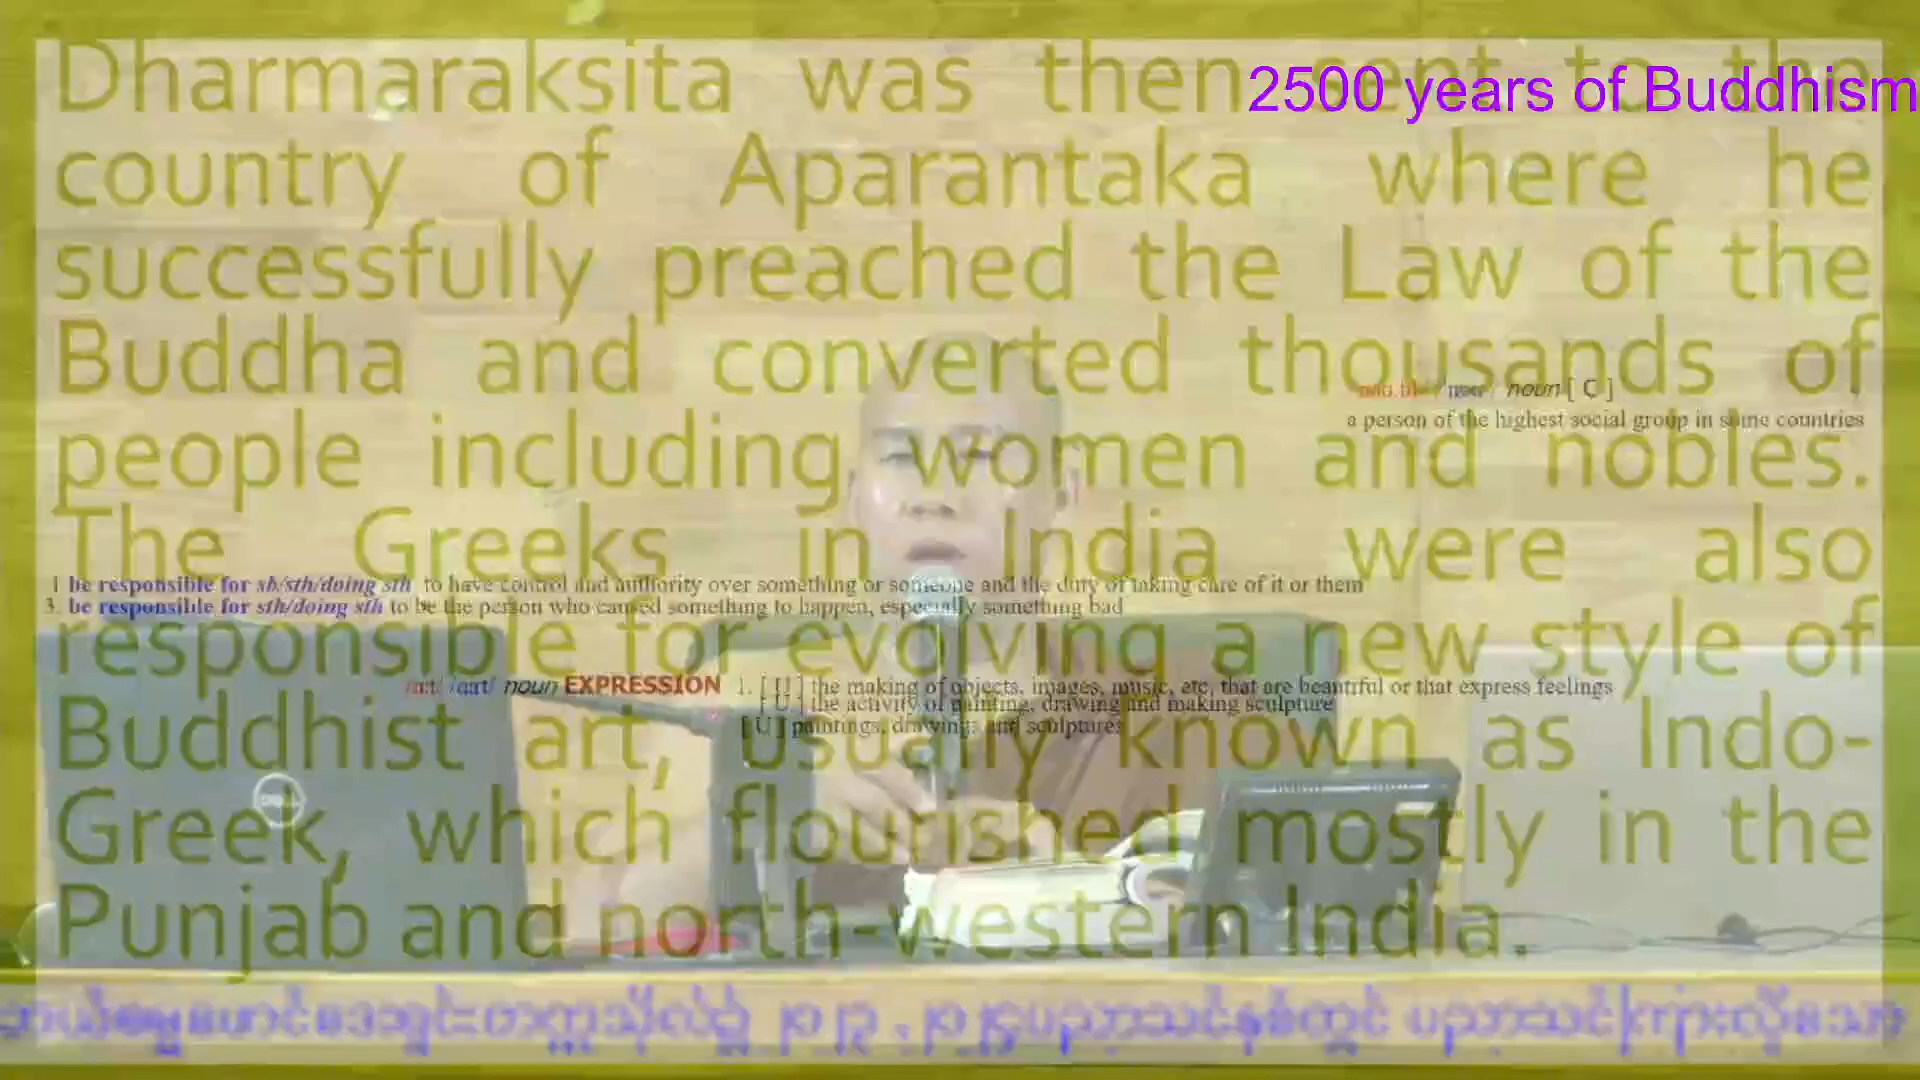 Dharmaraksita was then sent to the
2500 years of Buddhism
country of Aparantaka where he
successfully preached the Law of the
Buddha and converted thousands of
noun [ C ]
a person of the highest social group in some countries
people including women and nobles.
The Greeks in India were also
1 be responsible for sb/sth/doing sth to have control and authority over something or someone and the duty of taking care of it or them
3. be responsible for sth/doing sth to be the person who caused something to happen, especially something bad
responsible for evolving a new style of
noun EXPRESSION 1. [ U ] the making of objects, images, music, etc. that are beautiful or that express feelings
[ U ] the activity of painting, drawing and making sculpture
[ U ] paintings, drawings and sculptures
Buddhist art, usually known as Indo-
Greek, which flourished mostly in the
DELL
Punjab and north-western India.